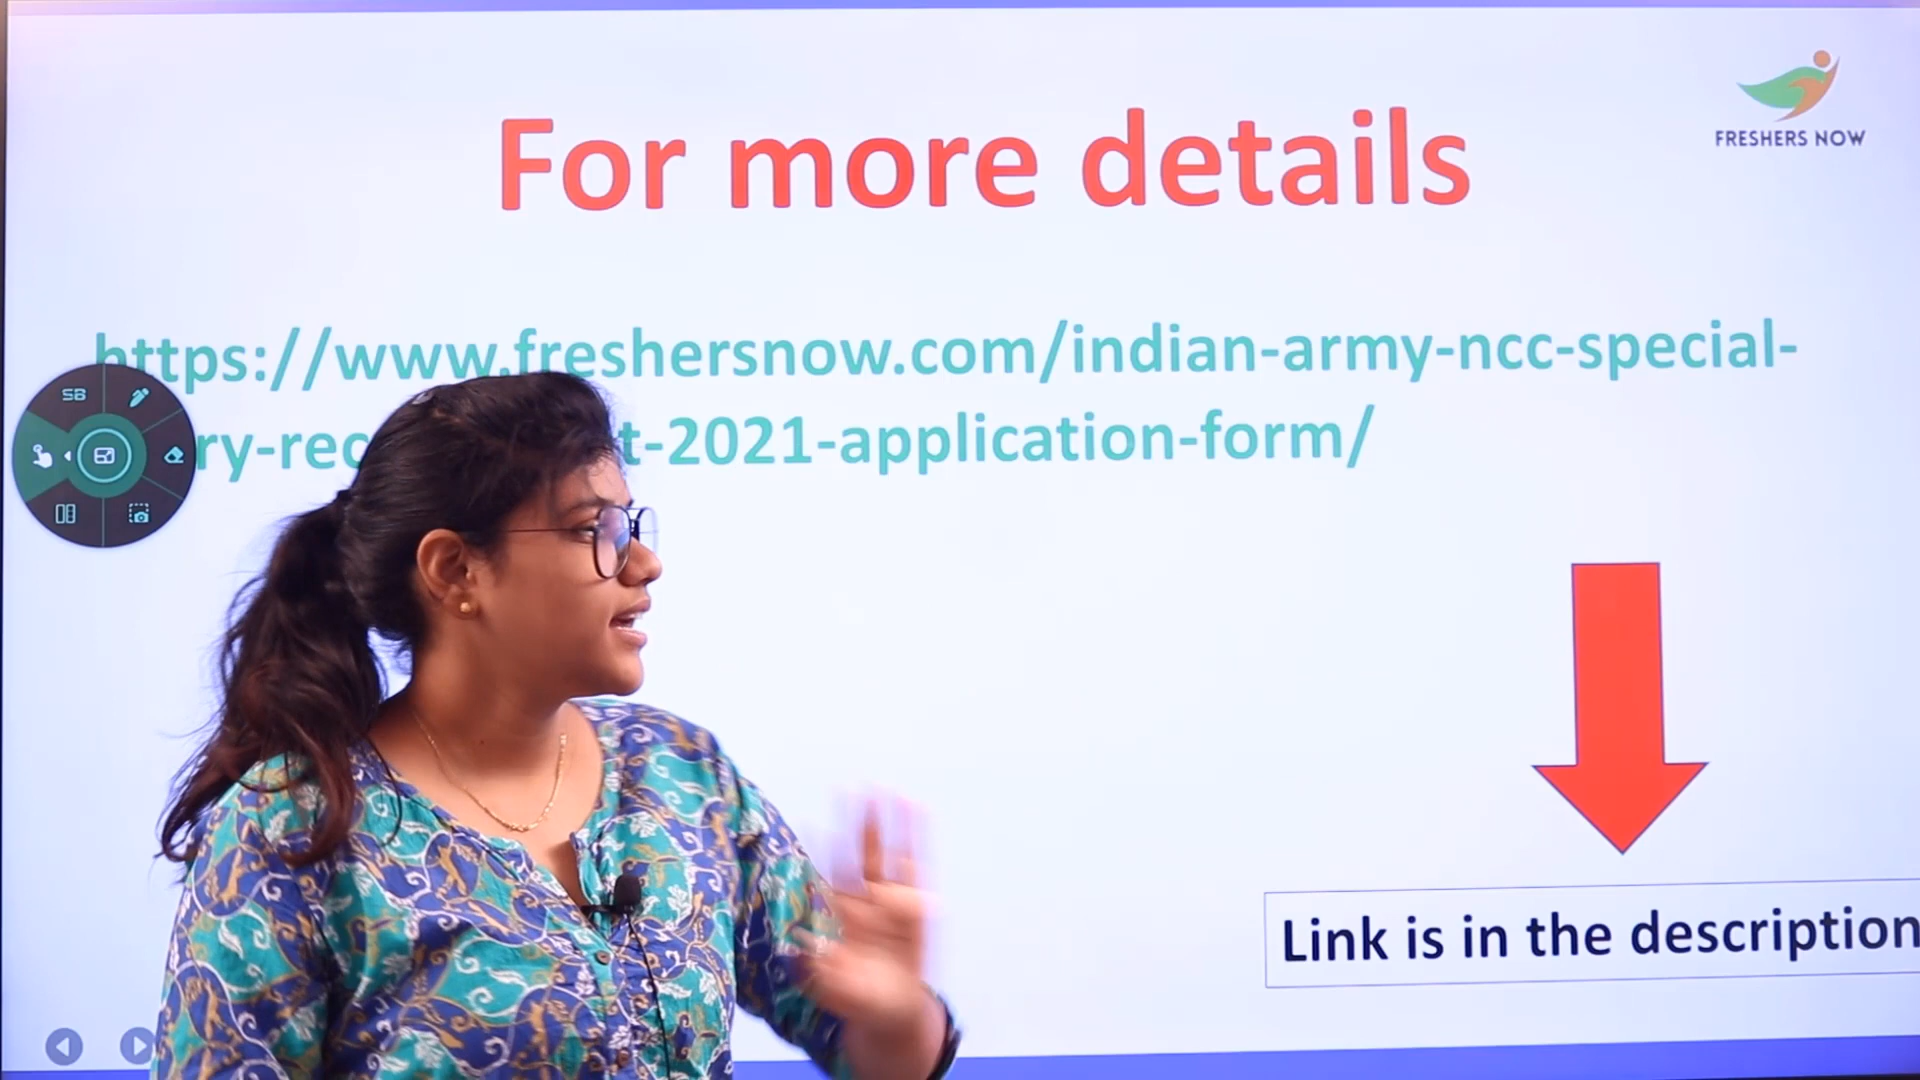 FRESHERS NOW
For more details
https://www.freshersnow.com/indian-army-ncc-special-
ry-rec t-2021-application-form/
SB
Link is in the description